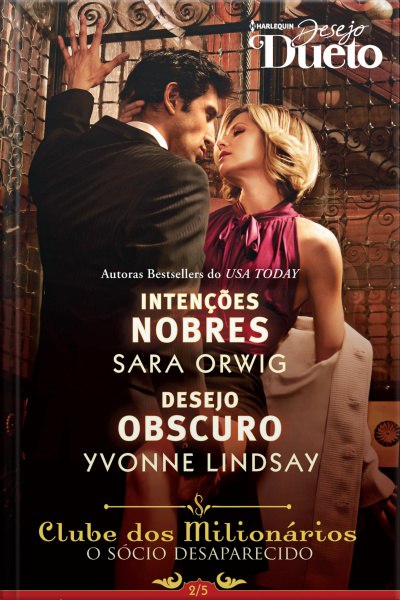 HARLEQUIN
Desejo
Dueto
Autoras Bestsellers do USA TODAY
INTENÇÕES
NOBRES
SARA ORWIG
DESEJO
OBSCURO
YVONNE LINDSAY
Clube dos Milionários
O SÓCIO DESAPARECIDO
2/5